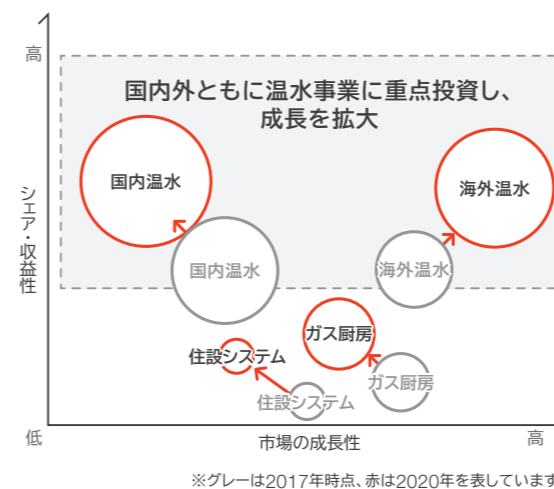 高
国内外ともに温水事業に重点投資し、
成長を拡大
国内温水
海外温水
シェア・収益性
国内温水
海外温水
ガス厨房
住設システム
ガス厨房
住設システム
低
市場の成長性
高
※グレーは2017年時点、赤は2020年を表しています